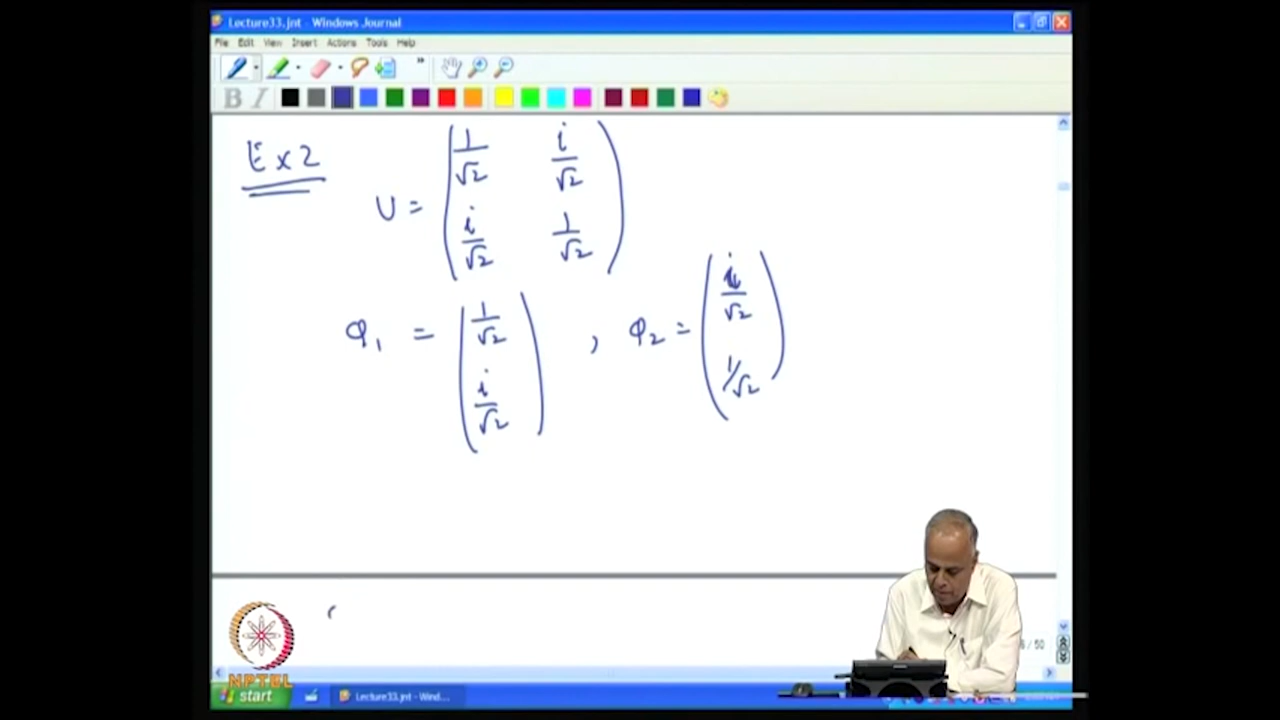 Lecture33.jnt - Windows Journal
File Edit View Insert Actions Tools Help
B I
Ex 2
U = ( 1/√2 i/√2
i/√2 1/√2 )
φ₁ = ( 1/√2
i/√2 ) , φ₂ = ( i/√2
1/√2 )
/ 50
NPTEL
start Lecture33.jnt - Wind...